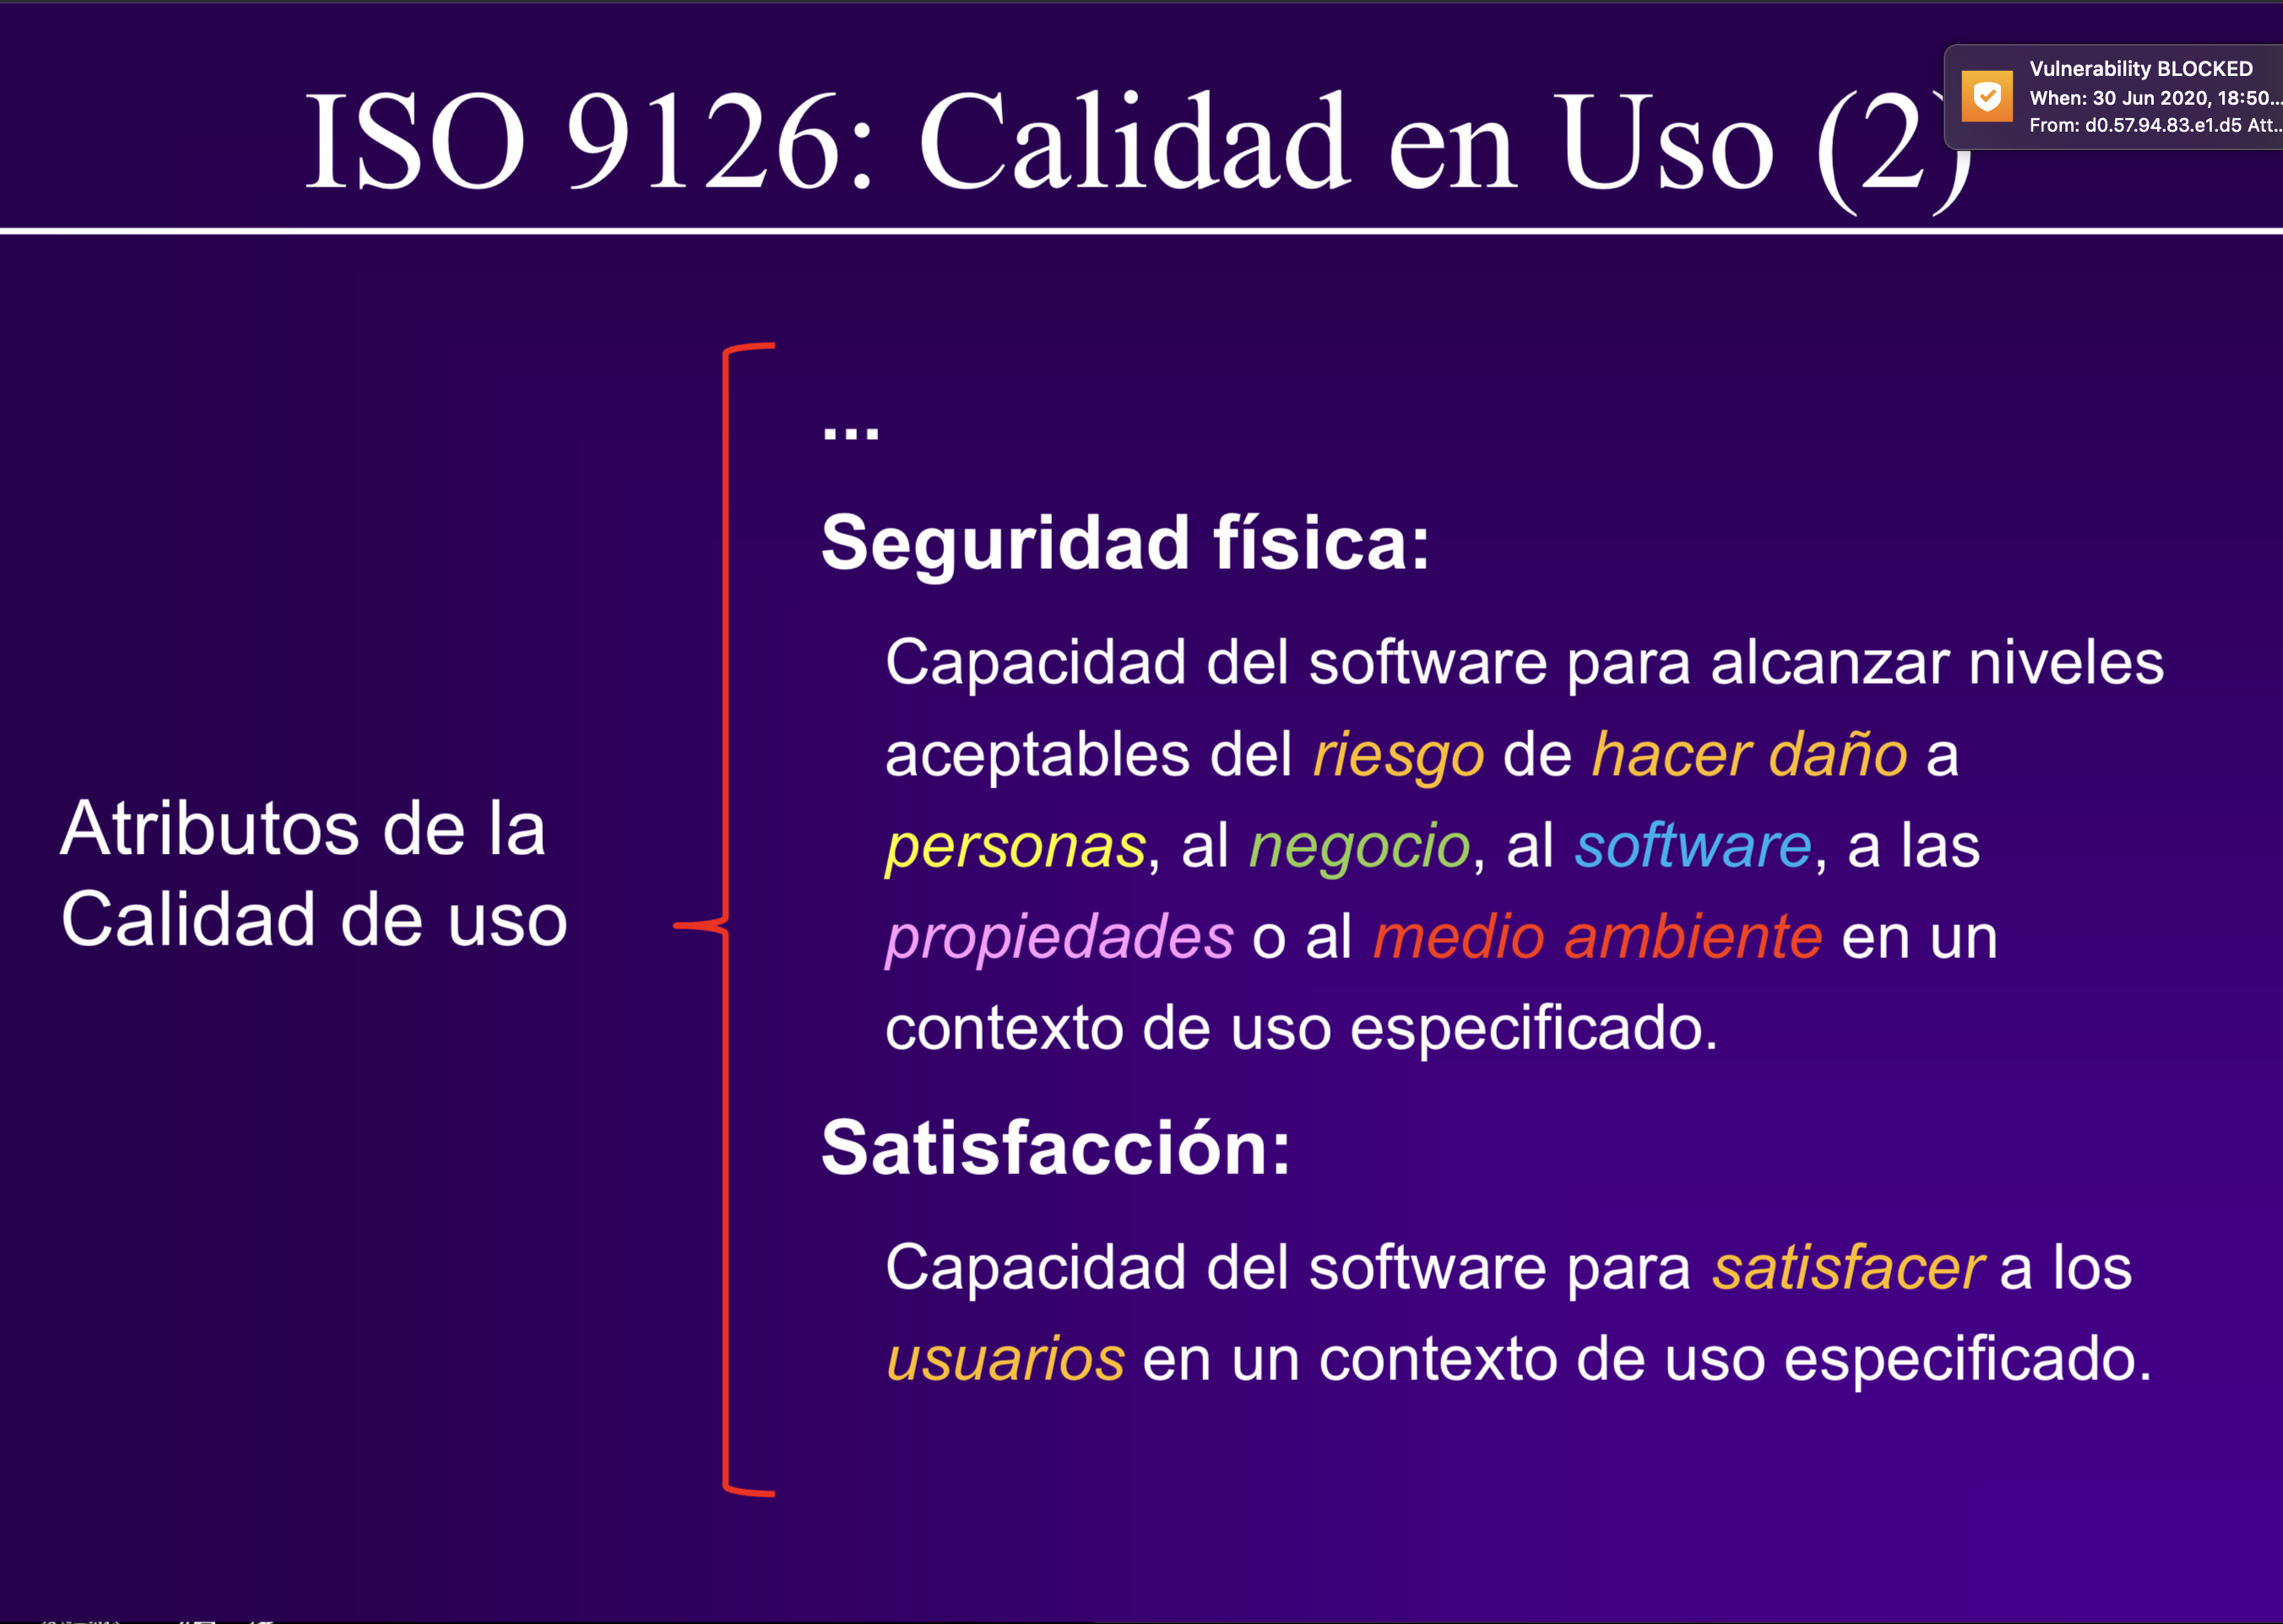 ISO 9126: Calidad en Uso (2)
Vulnerability BLOCKED
When: 30 Jun 2020, 18:50...
From: d0.57.94.83.e1.d5 Att...
...
Seguridad física:
Capacidad del software para alcanzar niveles
aceptables del riesgo de hacer daño a
personas, al negocio, al software, a las
propiedades o al medio ambiente en un
contexto de uso especificado.
Atributos de la
Calidad de uso
Satisfacción:
Capacidad del software para satisfacer a los
usuarios en un contexto de uso especificado.